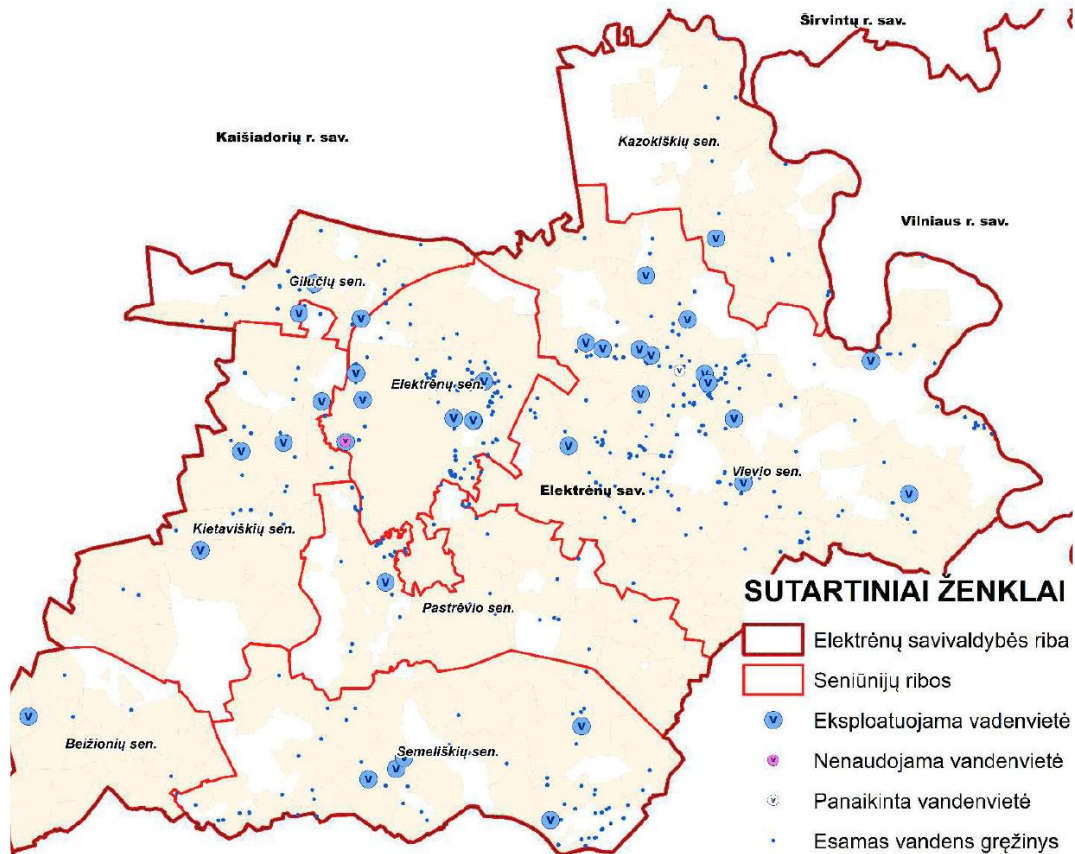 Širvintų r. sav.
Kaišiadorių r. sav.
Kazokiškių sen.
Vilniaus r. sav.
Gilučių sen.
Elektrėnų sen.
Vievio sen.
Elektrėnų sav.
Kietaviškių sen.
Pastrėvio sen.
Beižionių sen.
Semeliškių sen.
SUTARTINIAI ŽENKLAI
Elektrėnų savivaldybės riba
Seniūnijų ribos
V Eksploatuojama vadenvietė
V Nenaudojama vandenvietė
V Panaikinta vandenvietė
Esamas vandens gręžinys